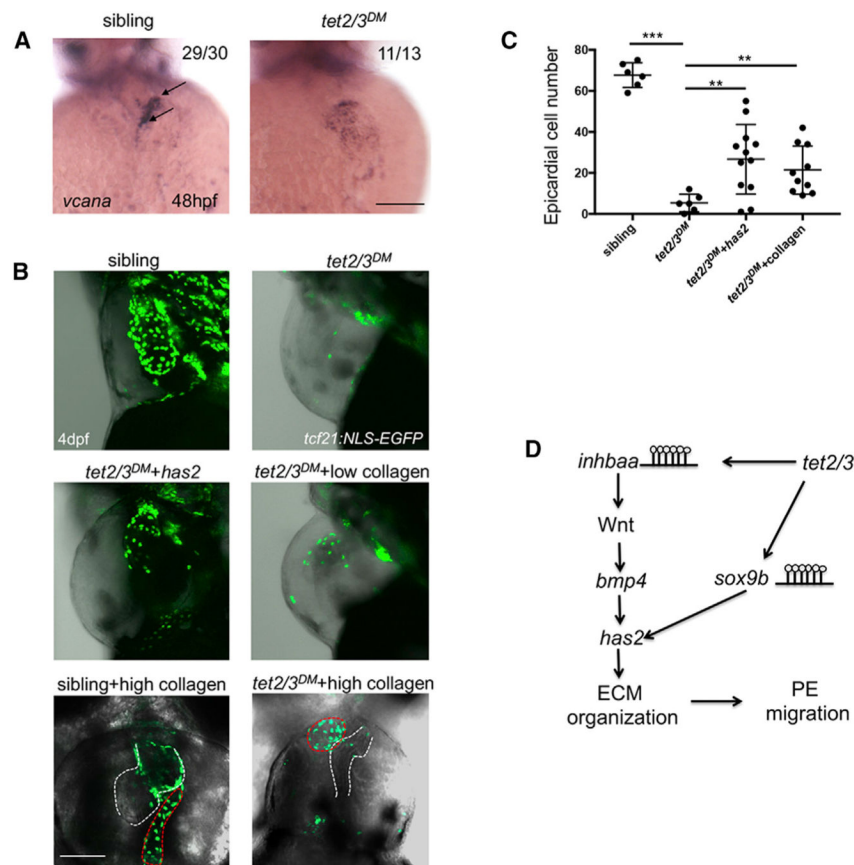 A
sibling
tet2/3DM
29/30
11/13
vcana
48hpf
B
sibling
tet2/3DM
4dpf
tcf21:NLS-EGFP
tet2/3DM+has2
tet2/3DM+low collagen
sibling+high collagen
tet2/3DM+high collagen
C
Epicardial cell number
80
60
40
20
0
***
**
**
sibling
tet2/3DM
tet2/3DM+has2
tet2/3DM+collagen
D
inhbaa
tet2/3
Wnt
bmp4
sox9b
has2
ECM
organization
PE
migration